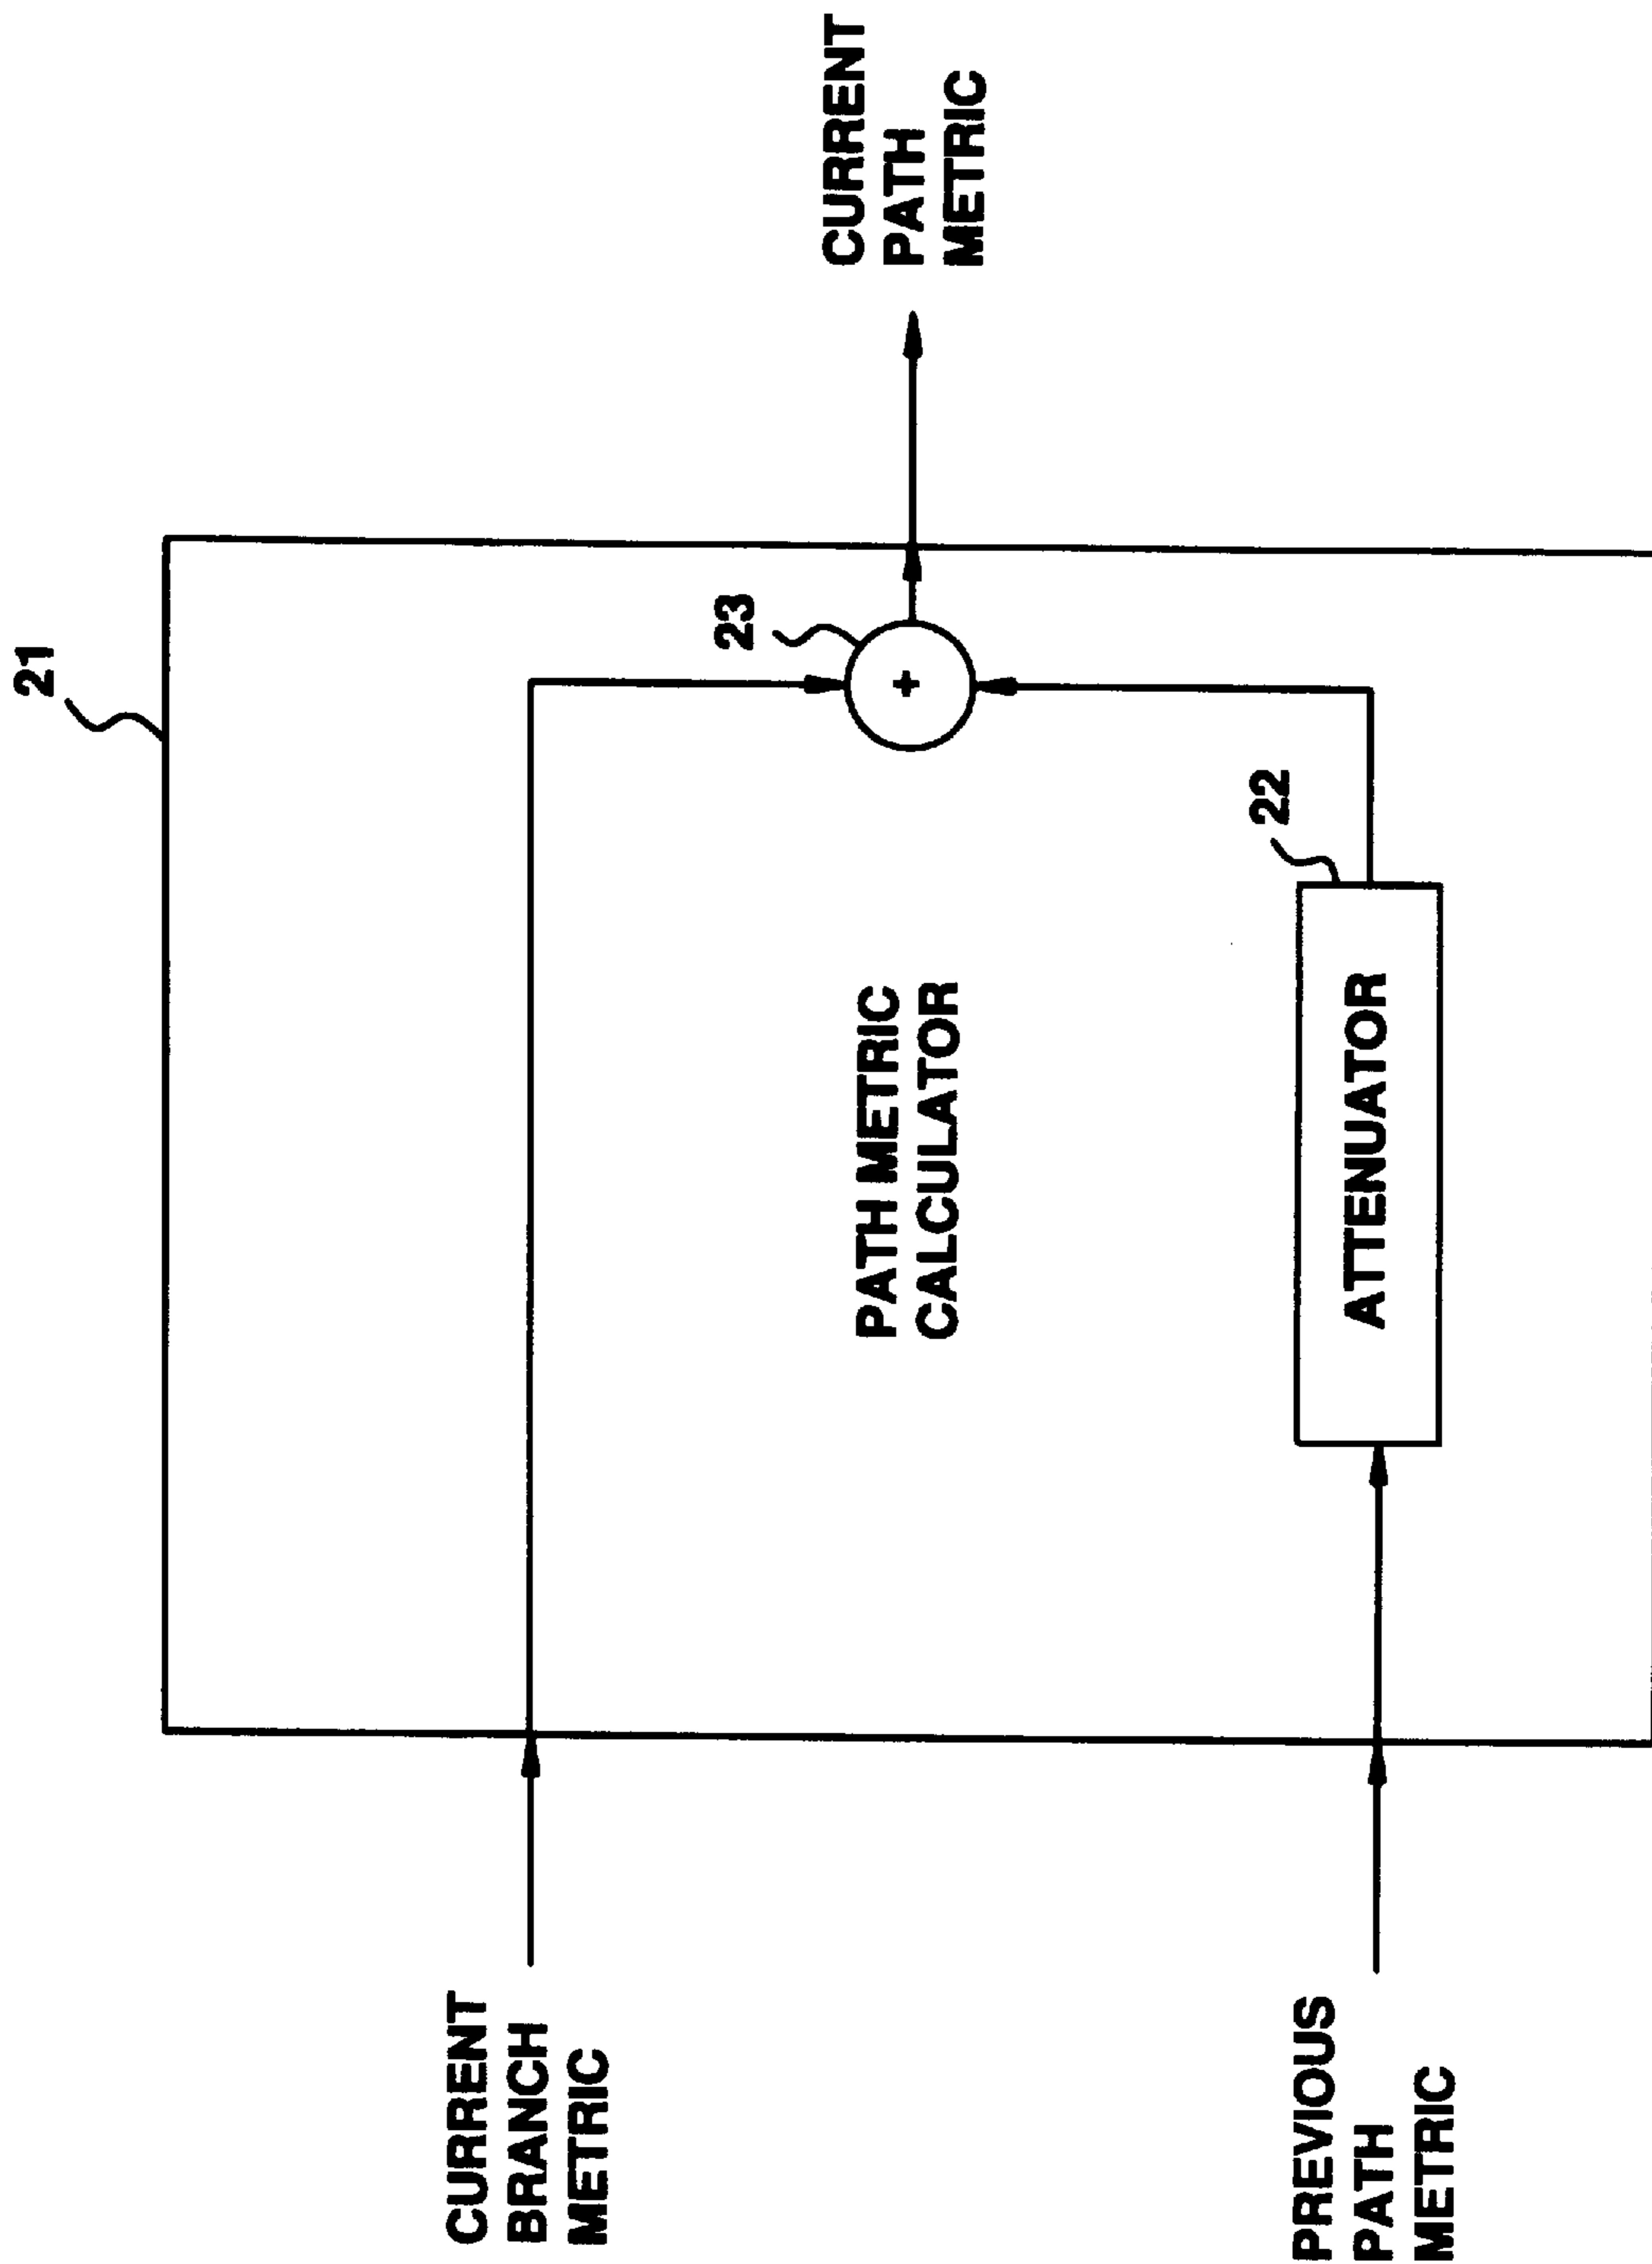 21
CURRENT
BRANCH
METRIC
23
PATH METRIC
CALCULATOR
+
CURRENT
PATH
METRIC
22
ATTENUATOR
PREVIOUS
PATH
METRIC